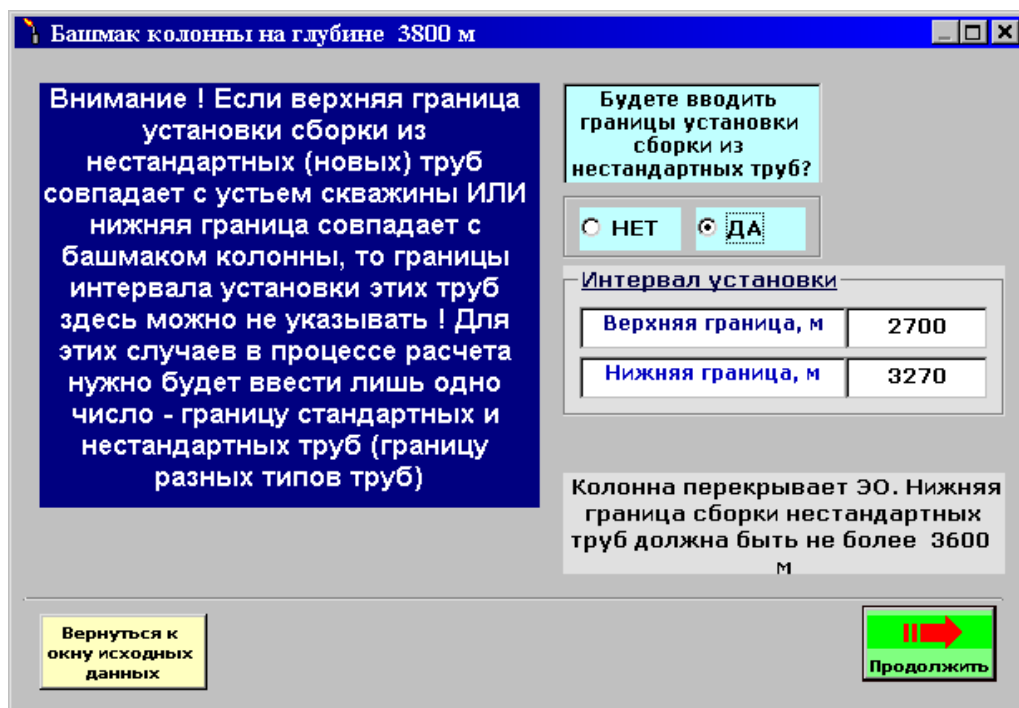 Башмак колонны на глубине 3800 м
Внимание ! Если верхняя граница
установки сборки из
нестандартных (новых) труб
совпадает с устьем скважины ИЛИ
нижняя граница совпадает с
башмаком колонны, то границы
интервала установки этих труб
здесь можно не указывать ! Для
этих случаев в процессе расчета
нужно будет ввести лишь одно
число - границу стандартных и
нестандартных труб (границу
разных типов труб)
Будете вводить
границы установки
сборки из
нестандартных труб?
НЕТ
ДА
Интервал установки
Верхняя граница, м
2700
Нижняя граница, м
3270
Колонна перекрывает ЭО. Нижняя
граница сборки нестандартных
труб должна быть не более 3600
м
Вернуться к
окну исходных
данных
Продолжить